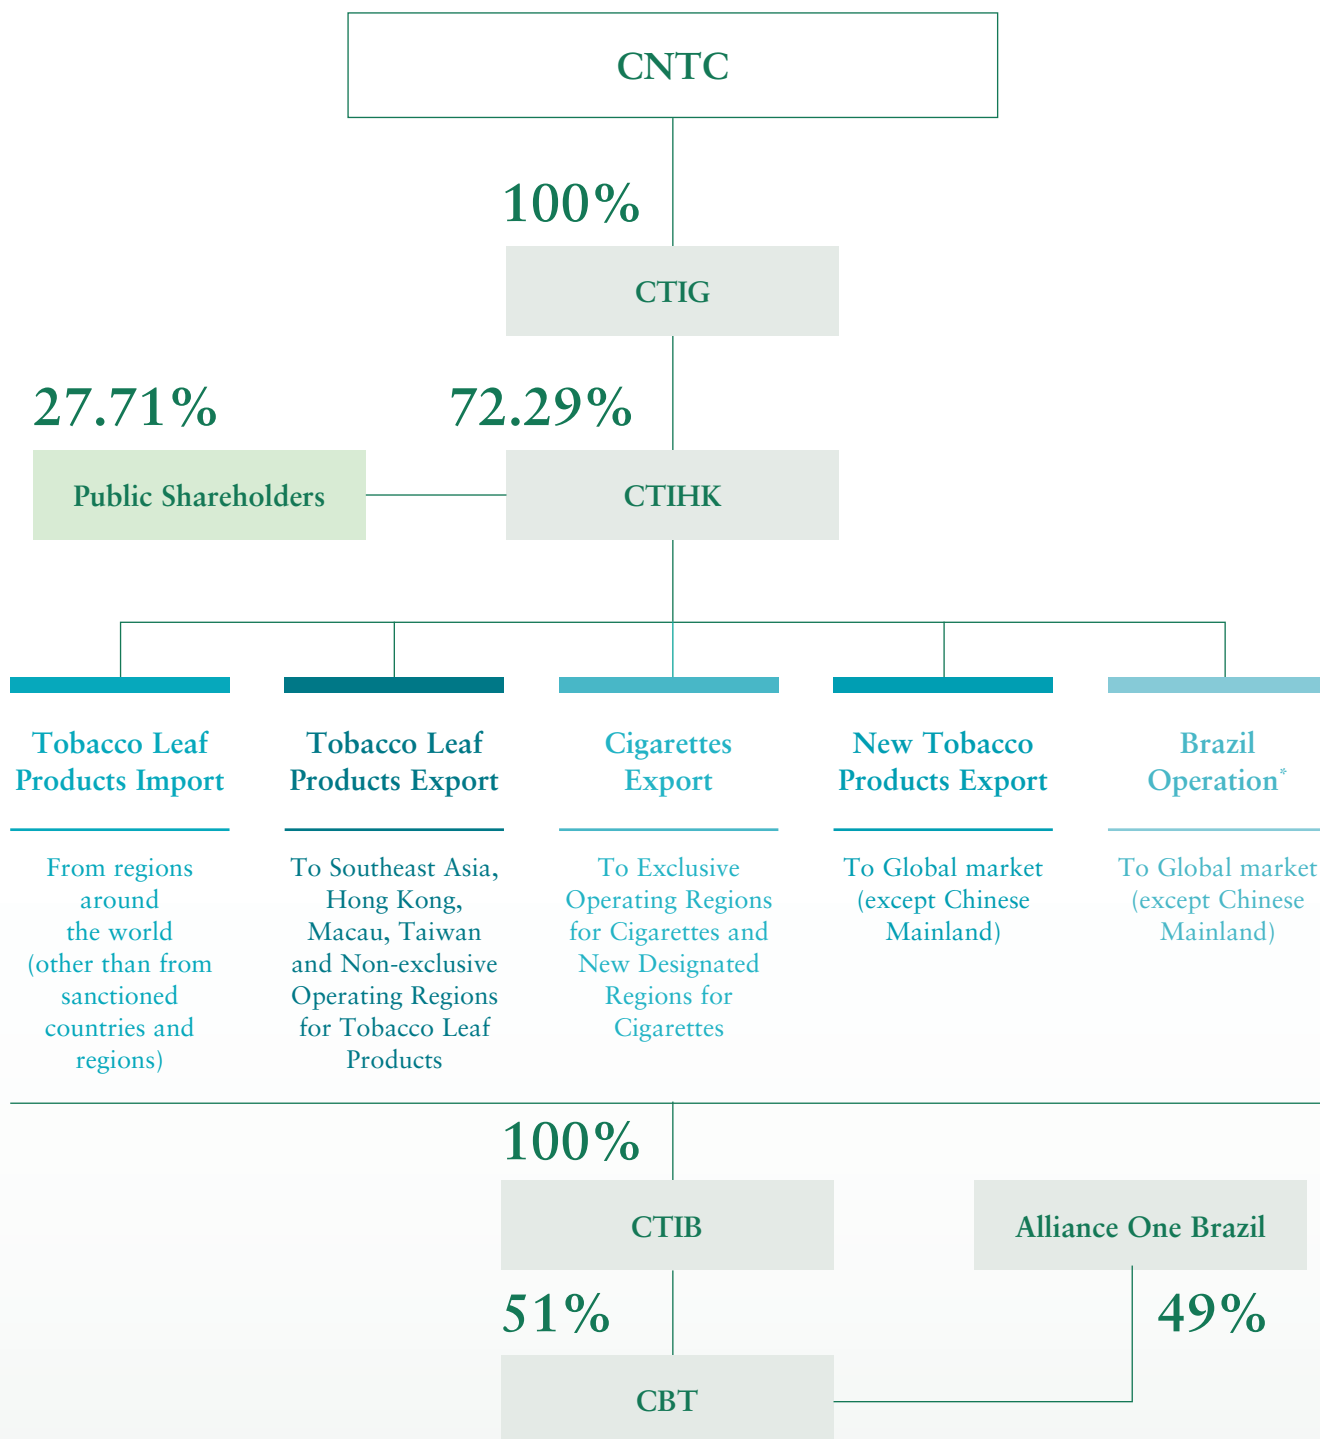 CNTC
100%
CTIG
27.71%
72.29%
Public Shareholders
CTIHK
Tobacco Leaf
Products Import
From regions
around
the world
(other than from
sanctioned
countries and
regions)
Tobacco Leaf
Products Export
To Southeast Asia,
Hong Kong,
Macau, Taiwan
and Non-exclusive
Operating Regions
for Tobacco Leaf
Products
Cigarettes
Export
To Exclusive
Operating Regions
for Cigarettes and
New Designated
Regions for
Cigarettes
New Tobacco
Products Export
To Global market
(except Chinese
Mainland)
Brazil
Operation*
To Global market
(except Chinese
Mainland)
100%
CTIB
Alliance One Brazil
51%
49%
CBT